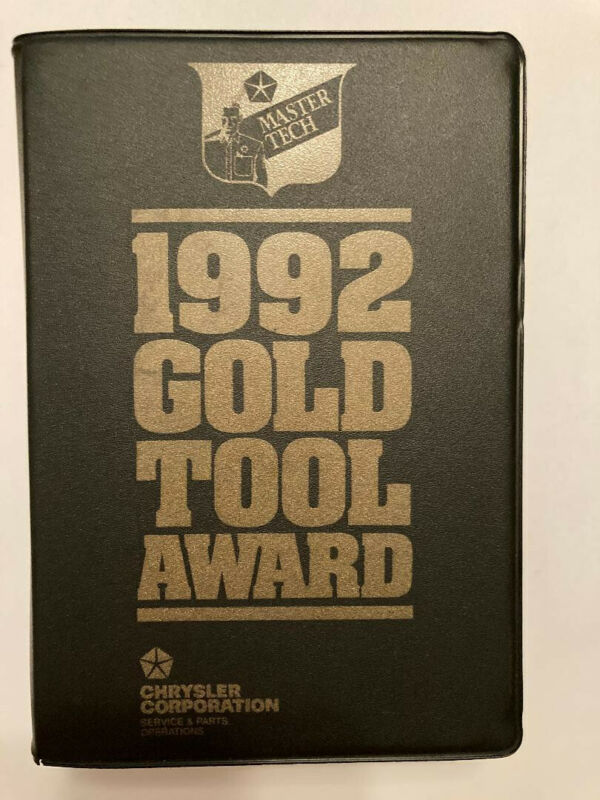 MASTER
TECH
1992
GOLD
TOOL
AWARD
CHRYSLER
CORPORATION
SERVICE & PARTS
OPERATIONS